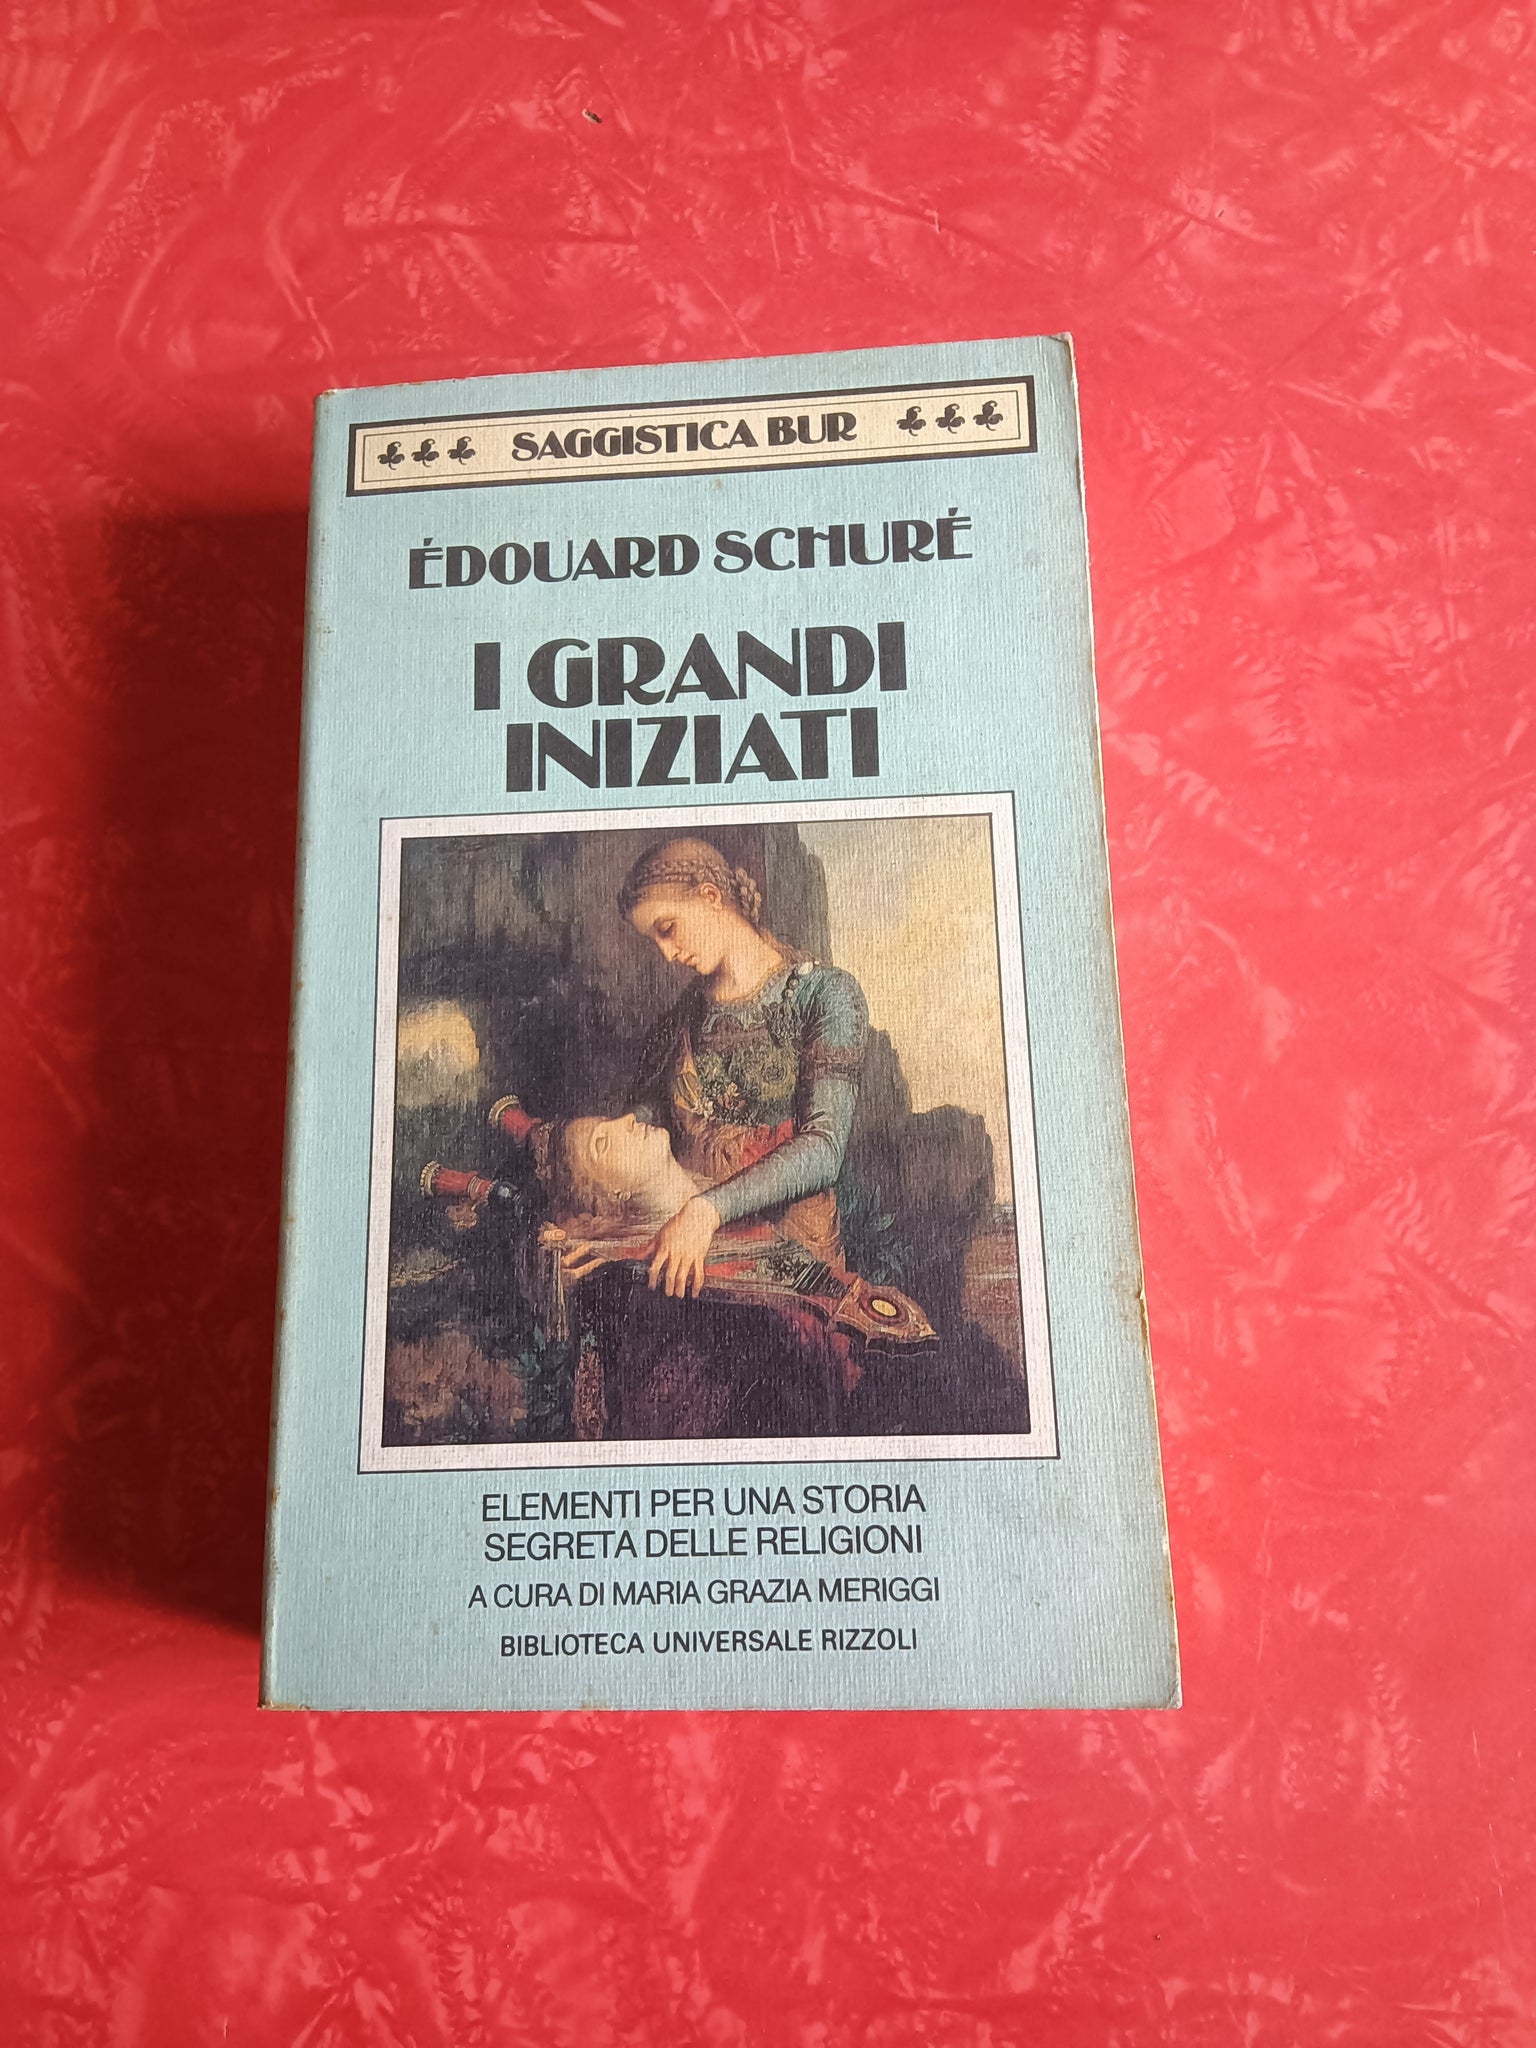 SAGGISTICA BUR
ÉDOUARD SCHURÉ
I GRANDI
INIZIATI
ELEMENTI PER UNA STORIA
SEGRETA DELLE RELIGIONI
A CURA DI MARIA GRAZIA MERIGGI
BIBLIOTECA UNIVERSALE RIZZOLI